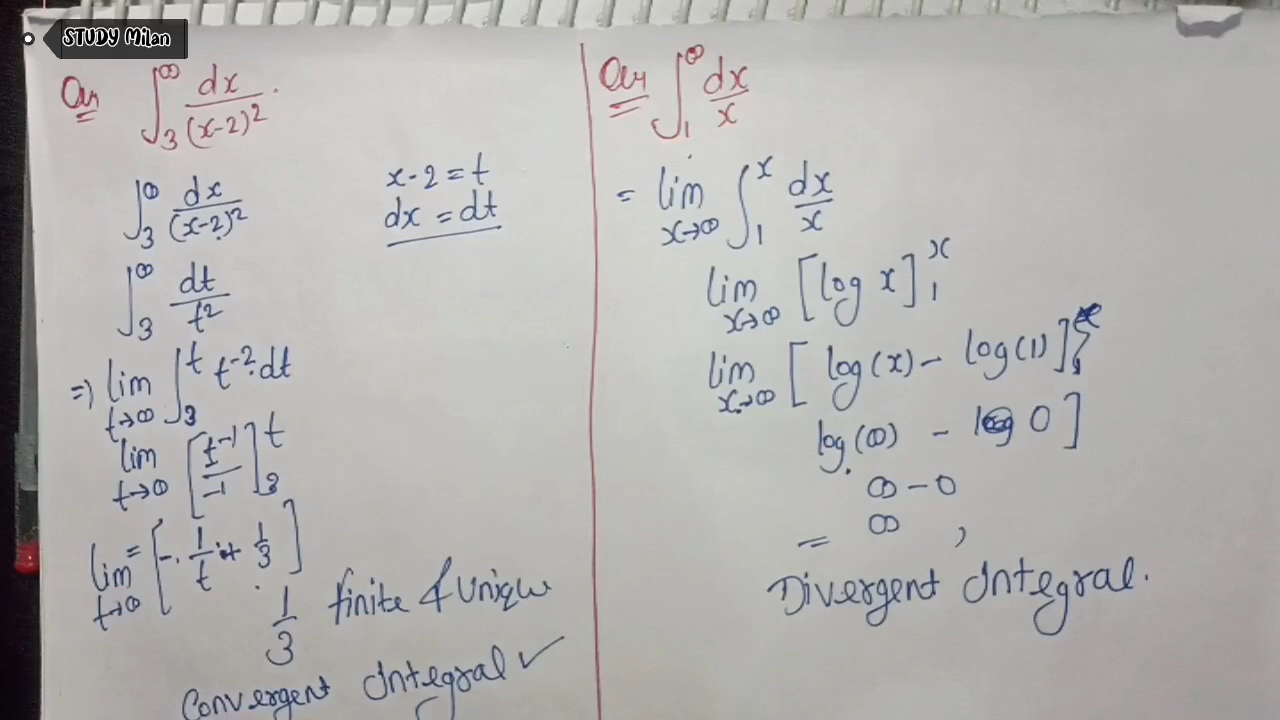 STUDY Milan
Qu ∫₃^∞ dx/(x-2)².
∫₃^∞ dx/(x-2)²
x-2 = t
dx = dt
∫₃^∞ dt/t²
=) lim t→∞ ∫₃^t t⁻² dt
lim t→∞ [t⁻¹/-1]₃^t
lim t→∞ = [-1/t + 1/3]
1/3 finite & unique
Convergent Integral ✓
Qu ∫₁^∞ dx/x
= lim x→∞ ∫₁^x dx/x
lim x→∞ [log x]₁^x
lim x→∞ [log(x) - log(1)]
log(∞) - 0]
∞ - 0
= ∞ ,
Divergent Integral.